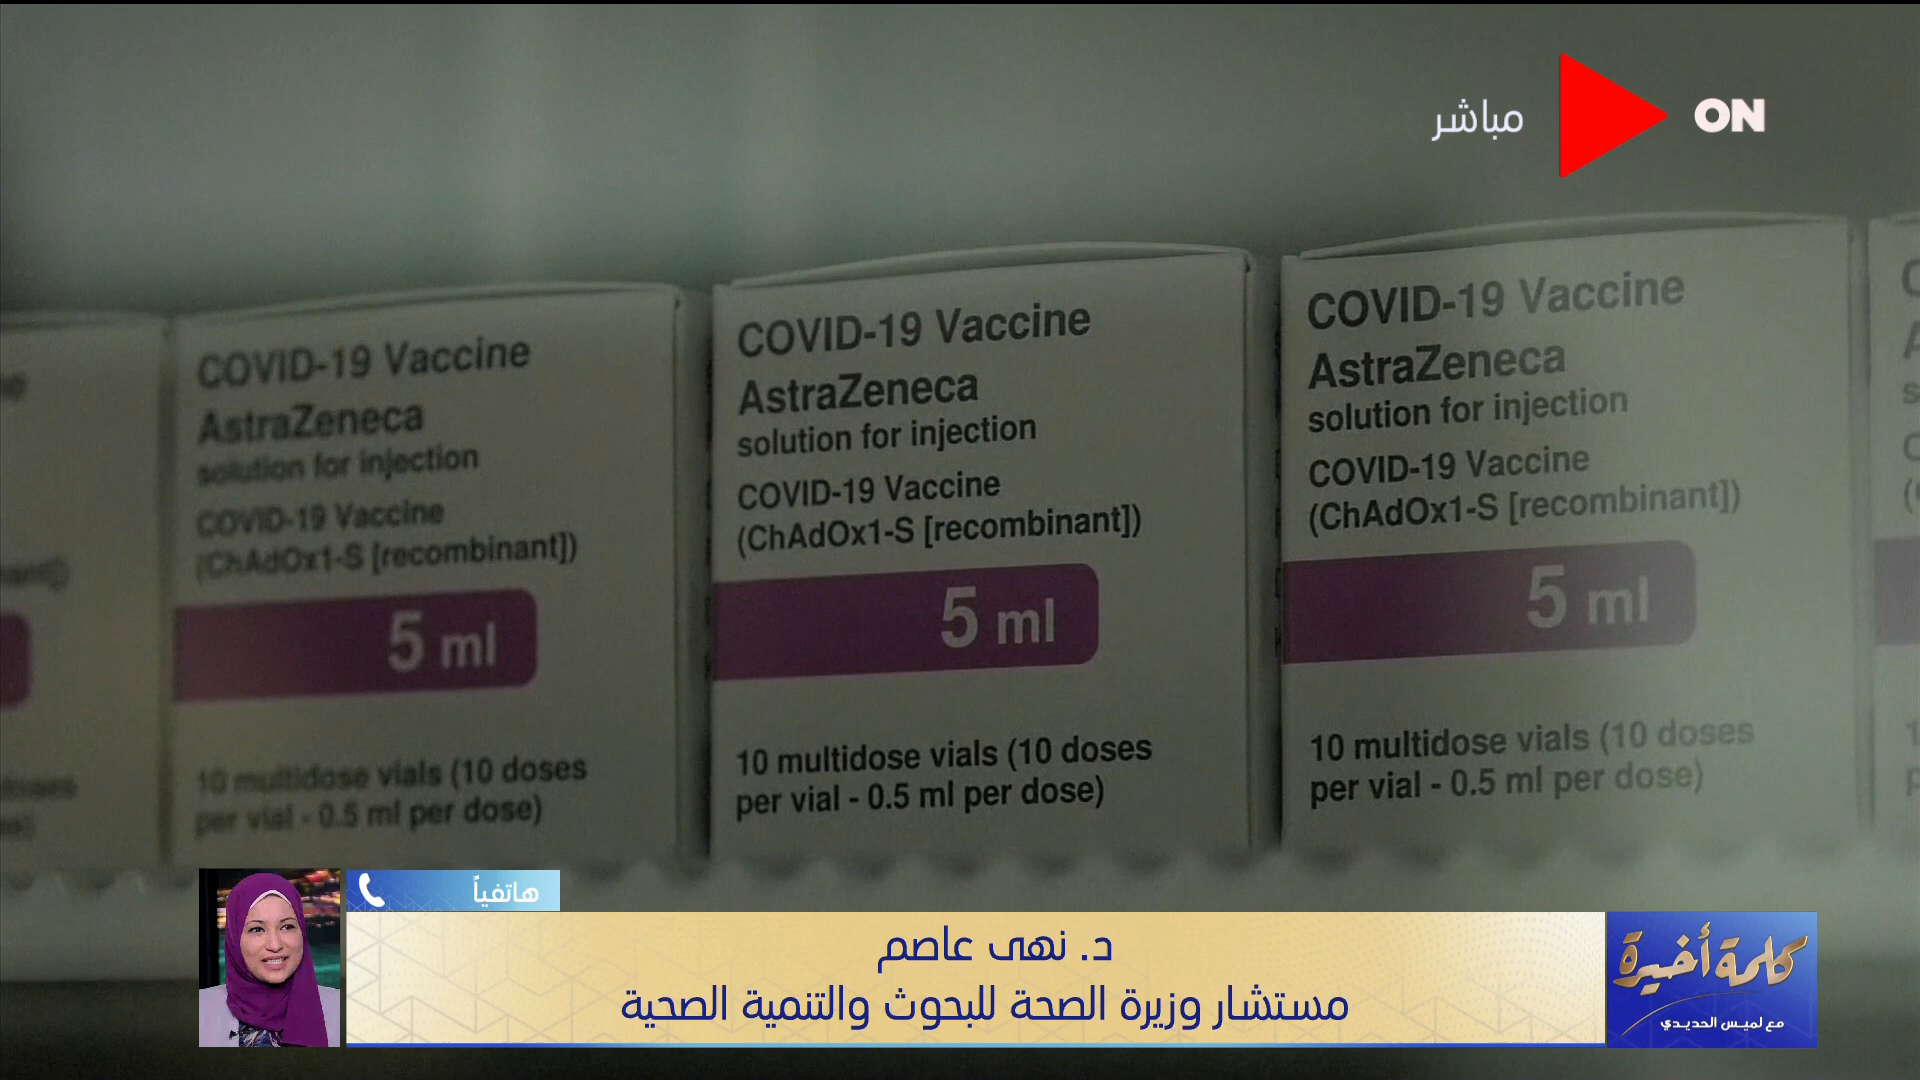 مباشر
ON
COVID-19 Vaccine
AstraZeneca
solution for injection
COVID-19 Vaccine
(ChAdOx1-S [recombinant])
5 ml
10 multidose vials (10 doses
per vial - 0.5 ml per dose)
COVID-19 Vaccine
AstraZeneca
solution for injection
COVID-19 Vaccine
(ChAdOx1-S [recombinant])
5 ml
10 multidose vials (10 doses
per vial - 0.5 ml per dose)
COVID-19 Vaccine
AstraZeneca
solution for injection
COVID-19 Vaccine
(ChAdOx1-S [recombinant])
5 ml
10 multidose vials (10 doses
per vial - 0.5 ml per dose)
هاتفياً
د. نهى عاصم
مستشار وزيرة الصحة للبحوث والتنمية الصحية
كلمة أخيرة
مع لميس الحديدي